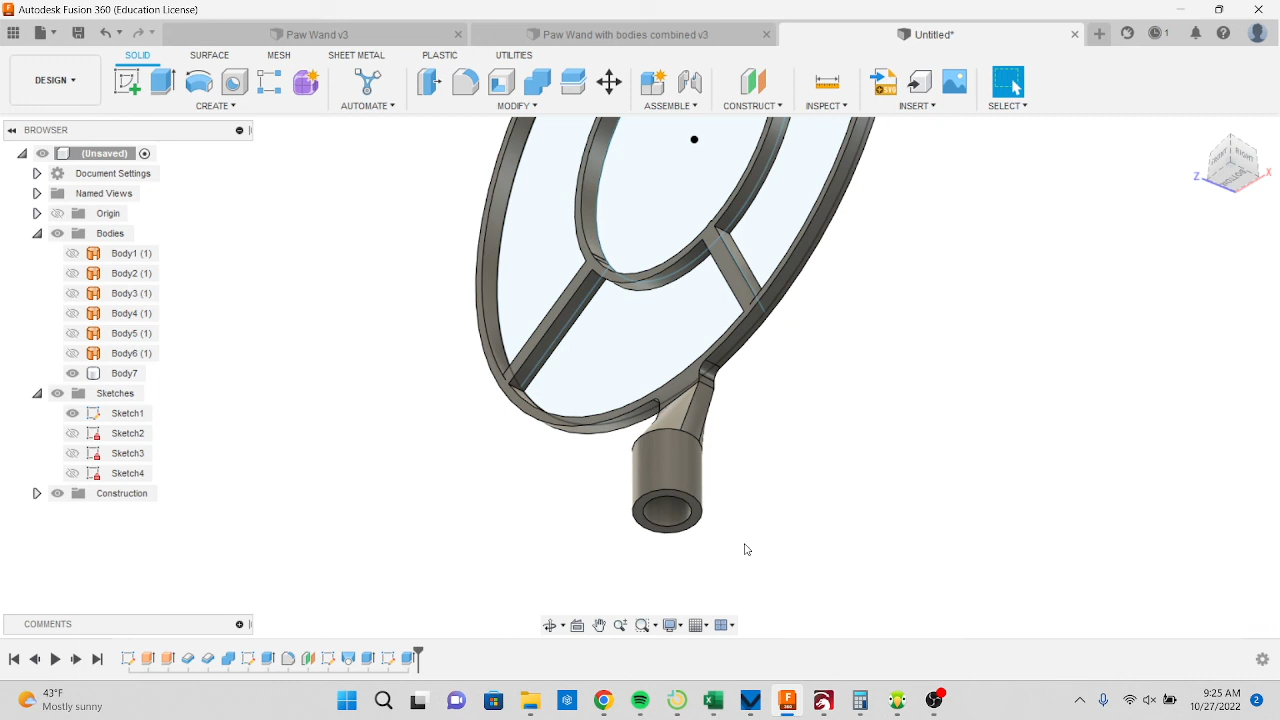 Autodesk Fusion 360 (Education License)
Paw Wand v3
Paw Wand with bodies combined v3
Untitled*
1
DESIGN
SOLID SURFACE MESH SHEET METAL PLASTIC UTILITIES
CREATE AUTOMATE MODIFY ASSEMBLE CONSTRUCT INSPECT INSERT SELECT
BROWSER
(Unsaved)
Document Settings
Named Views
Origin
Bodies
Body1 (1)
Body2 (1)
Body3 (1)
Body4 (1)
Body5 (1)
Body6 (1)
Body7
Sketches
Sketch1
Sketch2
Sketch3
Sketch4
Construction
Z
X
RIGHT
COMMENTS
43°F
Mostly sunny
9:25 AM
10/27/2022
2